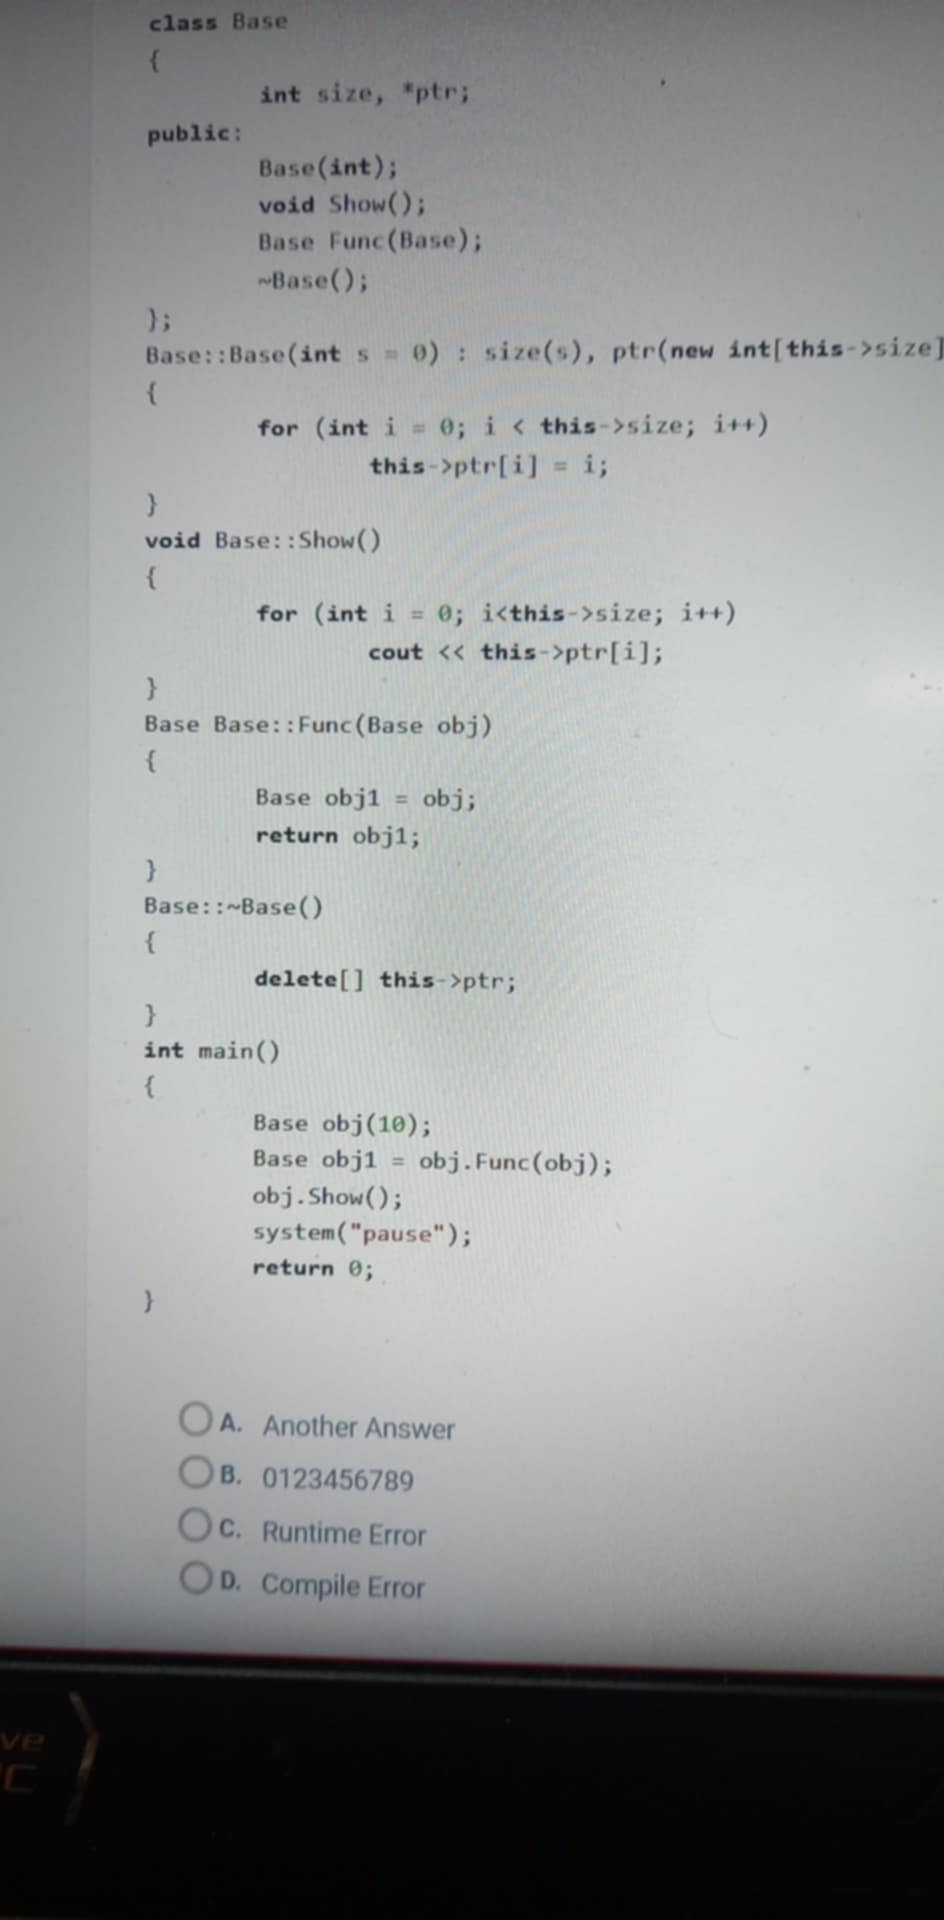 class Base
{
int size, *ptr;
public:
Base(int);
void Show();
Base Func(Base);
~Base();
};
Base::Base(int s = 0) : size(s), ptr(new int[this->size]
{
for (int i = 0; i < this->size; i++)
this->ptr[i] = i;
}
void Base::Show()
{
for (int i = 0; i<this->size; i++)
cout << this->ptr[i];
}
Base Base::Func(Base obj)
{
Base obj1 = obj;
return obj1;
}
Base::~Base()
{
delete[] this->ptr;
}
int main()
{
Base obj(10);
Base obj1 = obj.Func(obj);
obj.Show();
system("pause");
return 0;
}
A. Another Answer
B. 0123456789
C. Runtime Error
D. Compile Error
ve